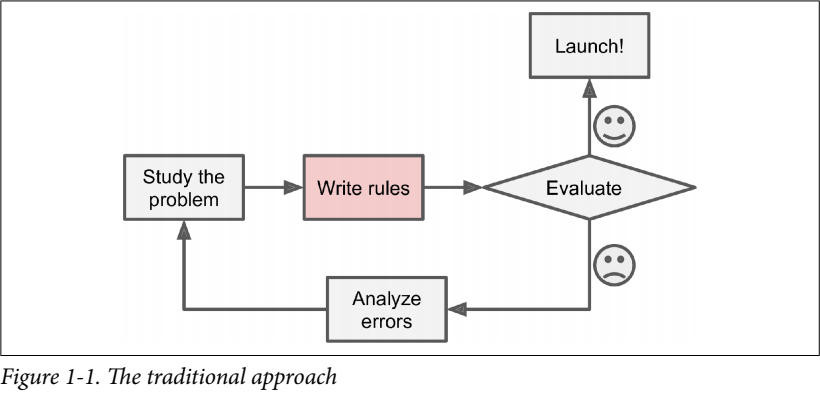 Launch!
Study the
problem
Write rules
Evaluate
Analyze
errors
Figure 1-1. The traditional approach